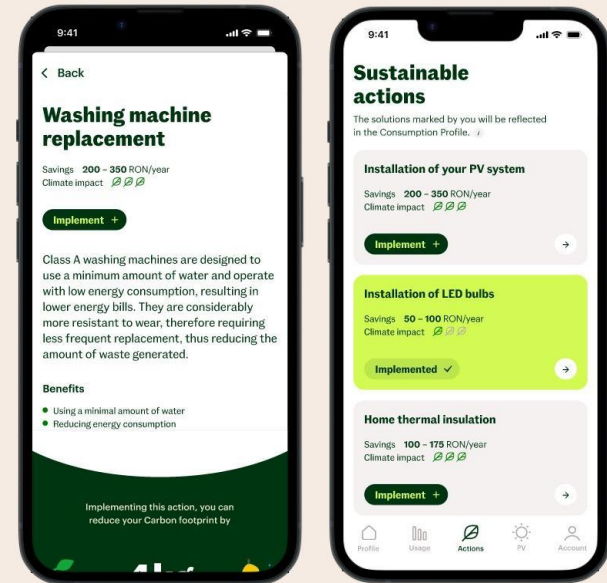 9:41
< Back
Washing machine
replacement
Savings 200 – 350 RON/year
Climate impact
Implement +
Class A washing machines are designed to
use a minimum amount of water and operate
with low energy consumption, resulting in
lower energy bills. They are considerably
more resistant to wear, therefore requiring
less frequent replacement, thus reducing the
amount of waste generated.
Benefits
Using a minimal amount of water
Reducing energy consumption
Implementing this action, you can
reduce your Carbon footprint by
9:41
Sustainable
actions
The solutions marked by you will be reflected
in the Consumption Profile. i
Installation of your PV system
Savings 200 – 350 RON/year
Climate impact
Implement +
Installation of LED bulbs
Savings 50 – 100 RON/year
Climate impact
Implemented ✓
Home thermal insulation
Savings 100 – 175 RON/year
Climate impact
Implement +
Profile Usage Actions PV Account